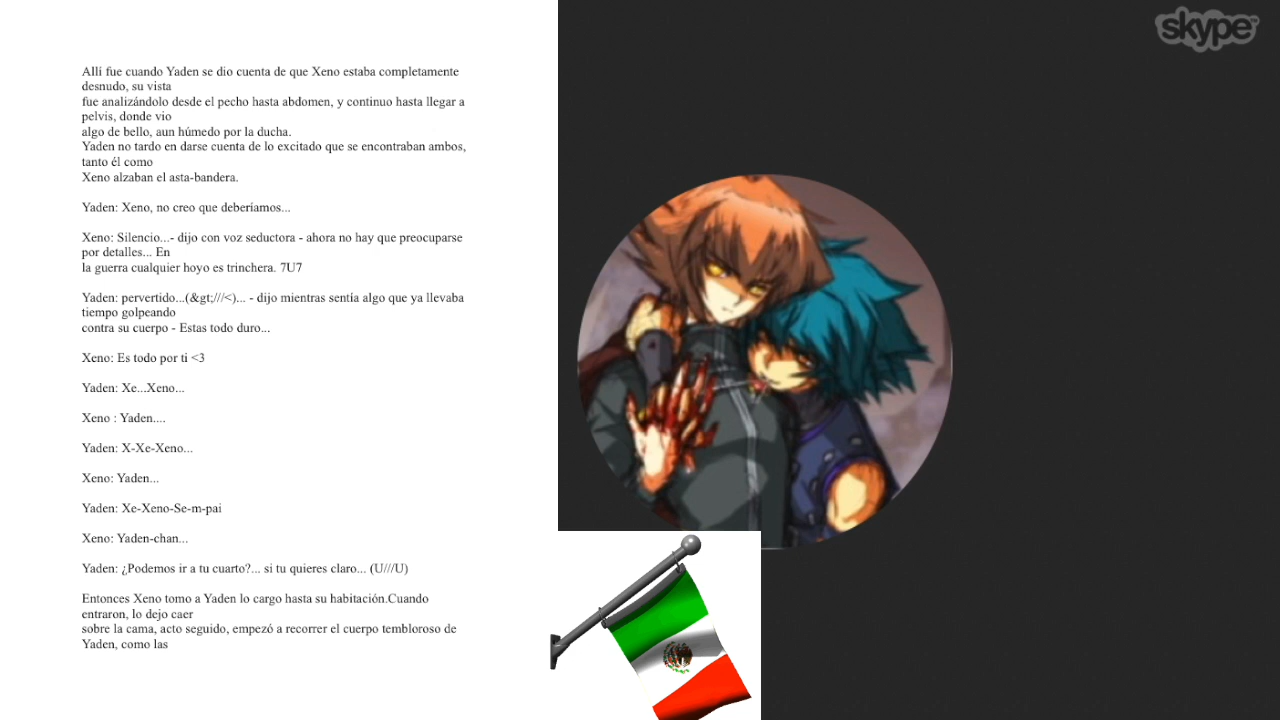 Alli fue cuando Yaden se dio cuenta de que Xeno estaba completamente
desnudo, su vista
fue analizándolo desde el pecho hasta abdomen, y continuo hasta llegar a
pelvis, donde vio
algo de bello, aun húmedo por la ducha.
Yaden no tardo en darse cuenta de lo excitado que se encontraban ambos,
tanto él como
Xeno alzaban el asta-bandera.
Yaden: Xeno, no creo que deberíamos...
Xeno: Silencio...- dijo con voz seductora - ahora no hay que preocuparse
por detalles... En
la guerra cualquier hoyo es trinchera. 7U7
Yaden: pervertido...(&gt;///<)... - dijo mientras sentía algo que ya llevaba
tiempo golpeando
contra su cuerpo - Estas todo duro...
Xeno: Es todo por ti <3
Yaden: Xe...Xeno...
Xeno : Yaden....
Yaden: X-Xe-Xeno...
Xeno: Yaden...
Yaden: Xe-Xeno-Se-m-pai
Xeno: Yaden-chan...
Yaden: ¿Podemos ir a tu cuarto?... si tu quieres claro... (U///U)
Entonces Xeno tomo a Yaden lo cargo hasta su habitación.Cuando
entraron, lo dejo caer
sobre la cama, acto seguido, empezó a recorrer el cuerpo tembloroso de
Yaden, como las
skype™